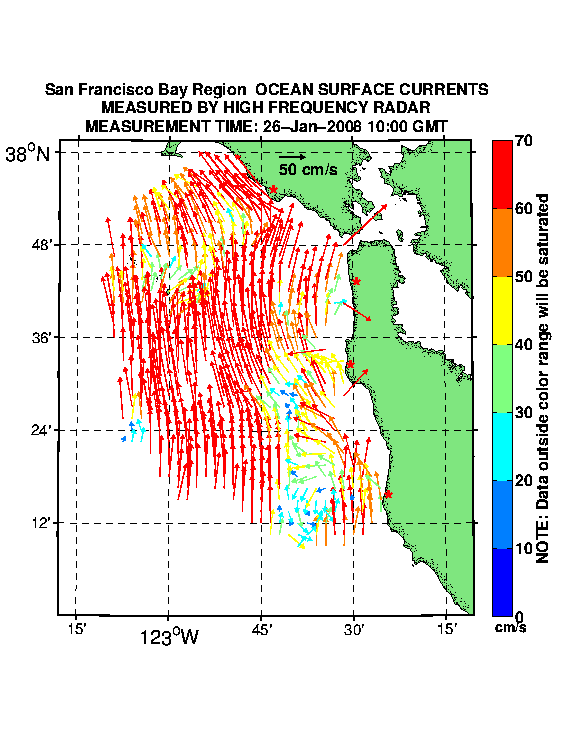 San Francisco Bay Region  OCEAN SURFACE CURRENTS
MEASURED BY HIGH FREQUENCY RADAR
MEASUREMENT TIME: 26–Jan–2008 10:00 GMT
38°N
48'
36'
24'
12'
50 cm/s
15'
123°W
45'
30'
15'
70
60
50
40
30
20
10
0
cm/s
NOTE: Data outside color range will be saturated